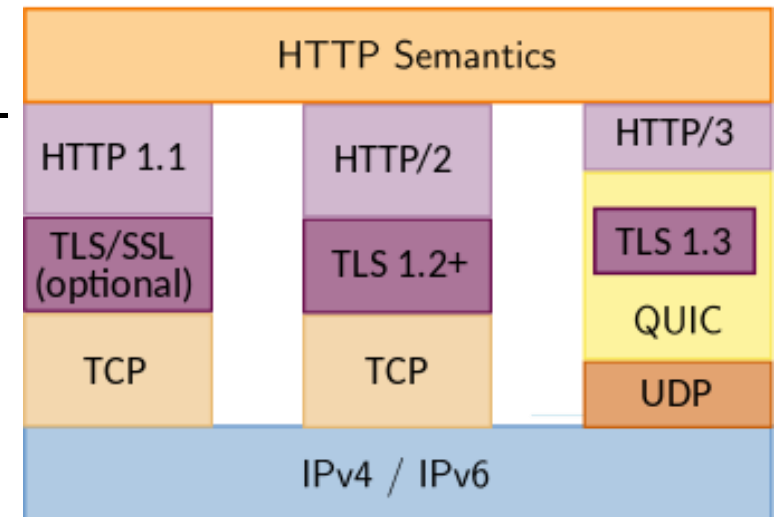 HTTP Semantics
HTTP 1.1
HTTP/2
HTTP/3
TLS/SSL
(optional)
TLS 1.2+
TLS 1.3
QUIC
TCP
TCP
UDP
IPv4 / IPv6